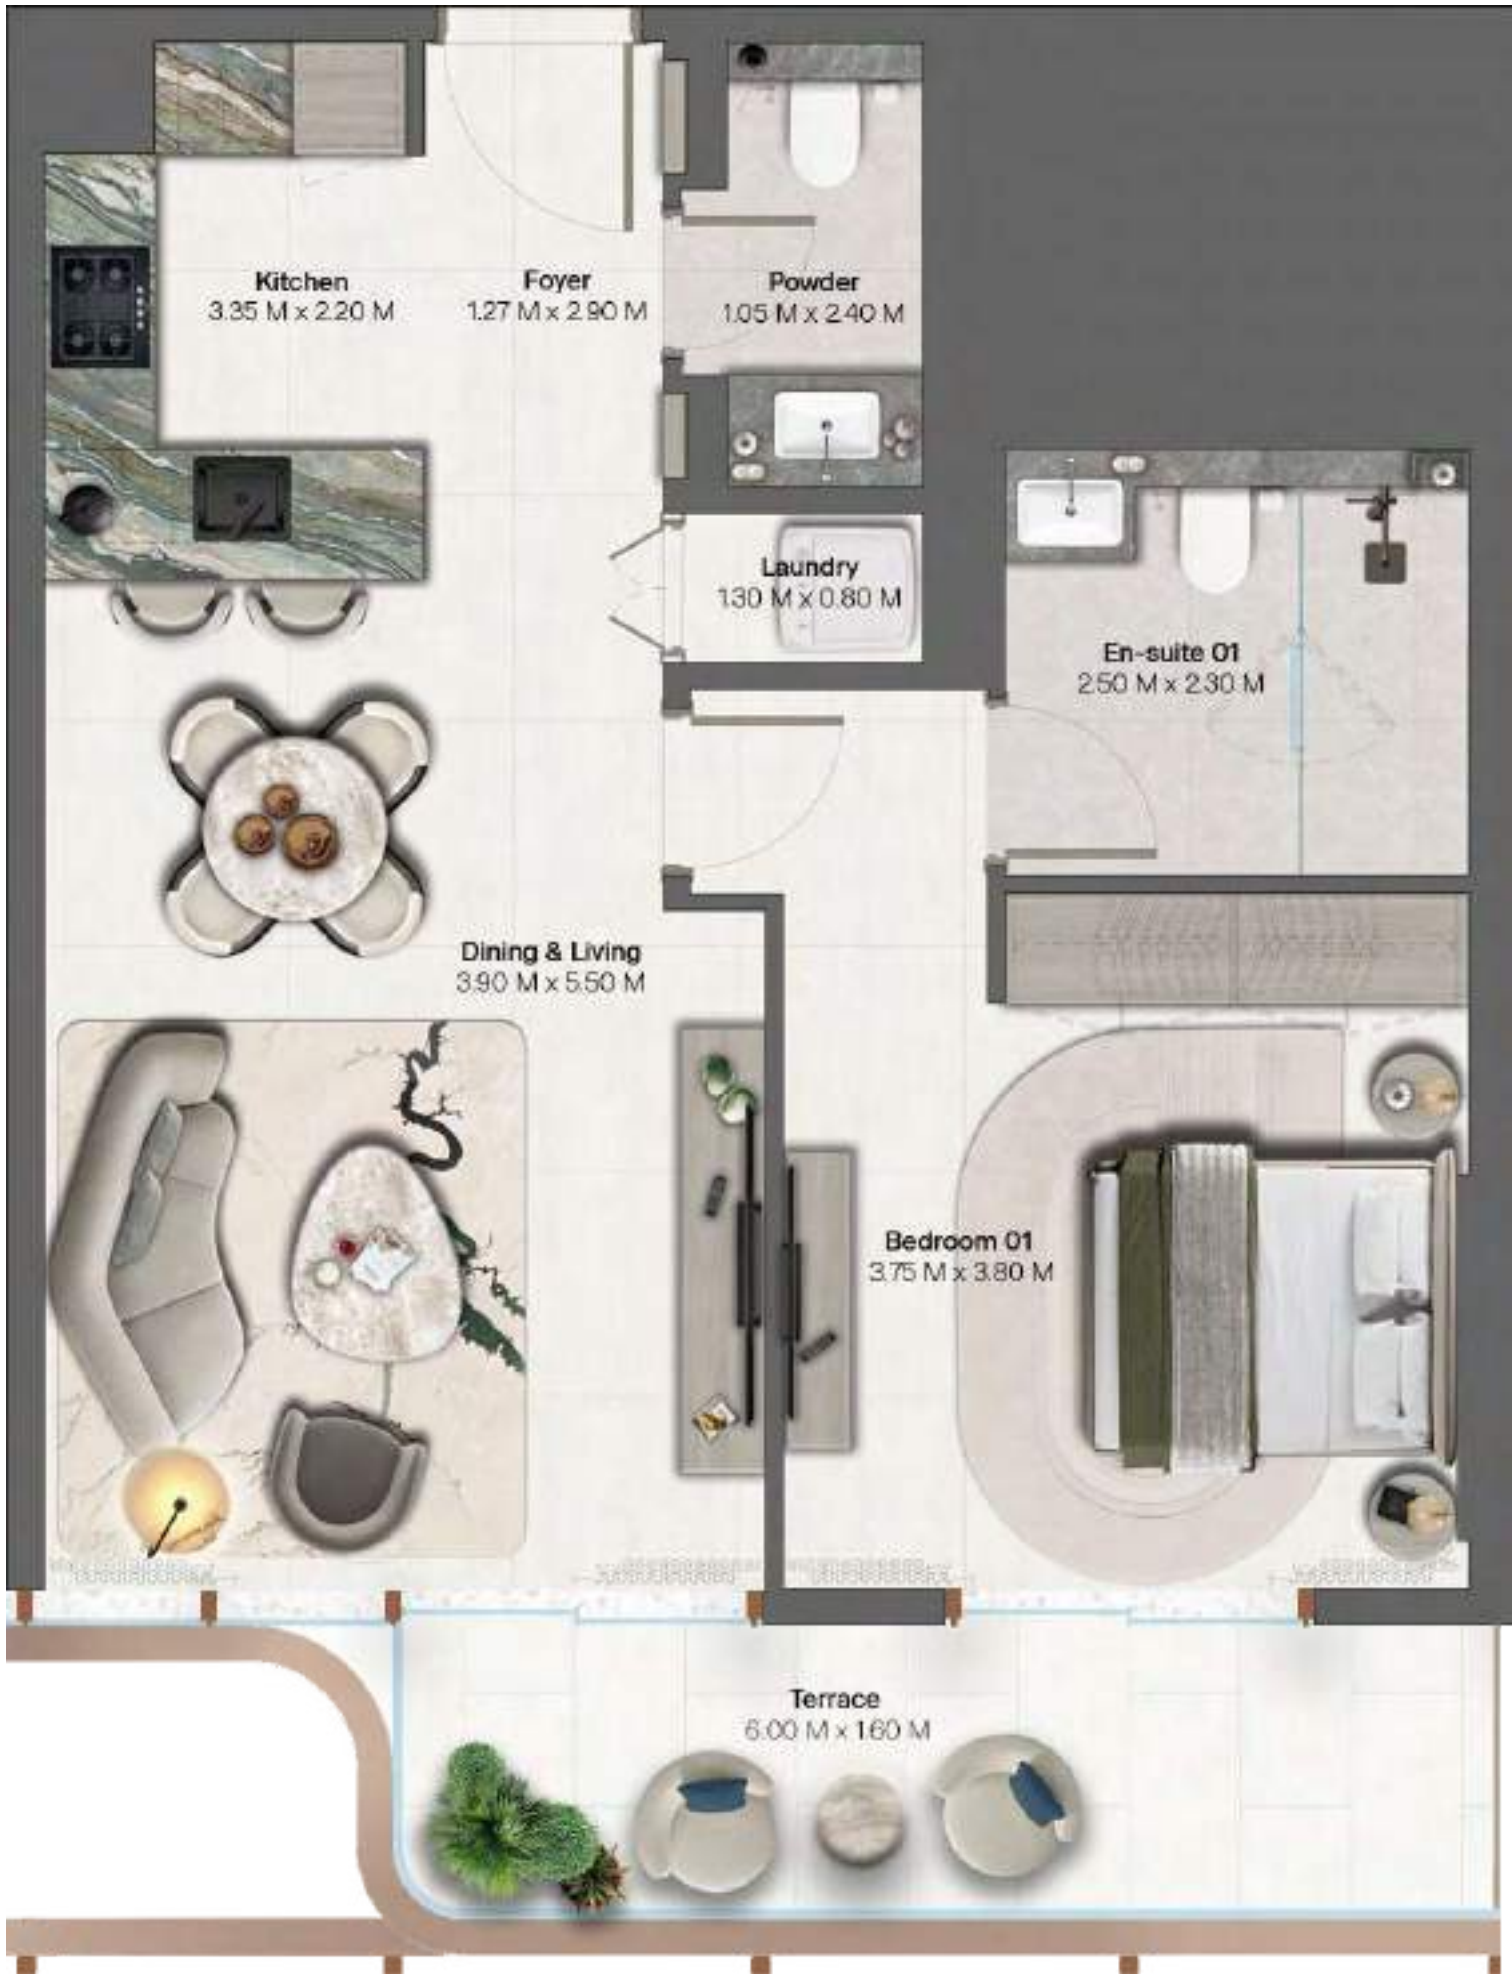 Kitchen
3.35 M x 2.20 M
Foyer
1.27 M x 2.90 M
Powder
1.05 M x 2.40 M
Laundry
1.30 M x 0.80 M
En-suite 01
2.50 M x 2.30 M
Dining & Living
3.90 M x 5.50 M
Bedroom 01
3.75 M x 3.80 M
Terrace
6.00 M x 1.60 M